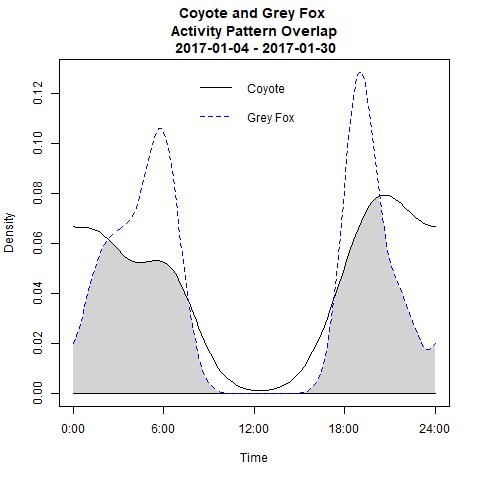 Coyote and Grey Fox
Activity Pattern Overlap
2017-01-04 - 2017-01-30
Coyote
Grey Fox
Density
0.12
0.10
0.08
0.06
0.04
0.02
0.00
0:00 6:00 12:00 18:00 24:00
Time